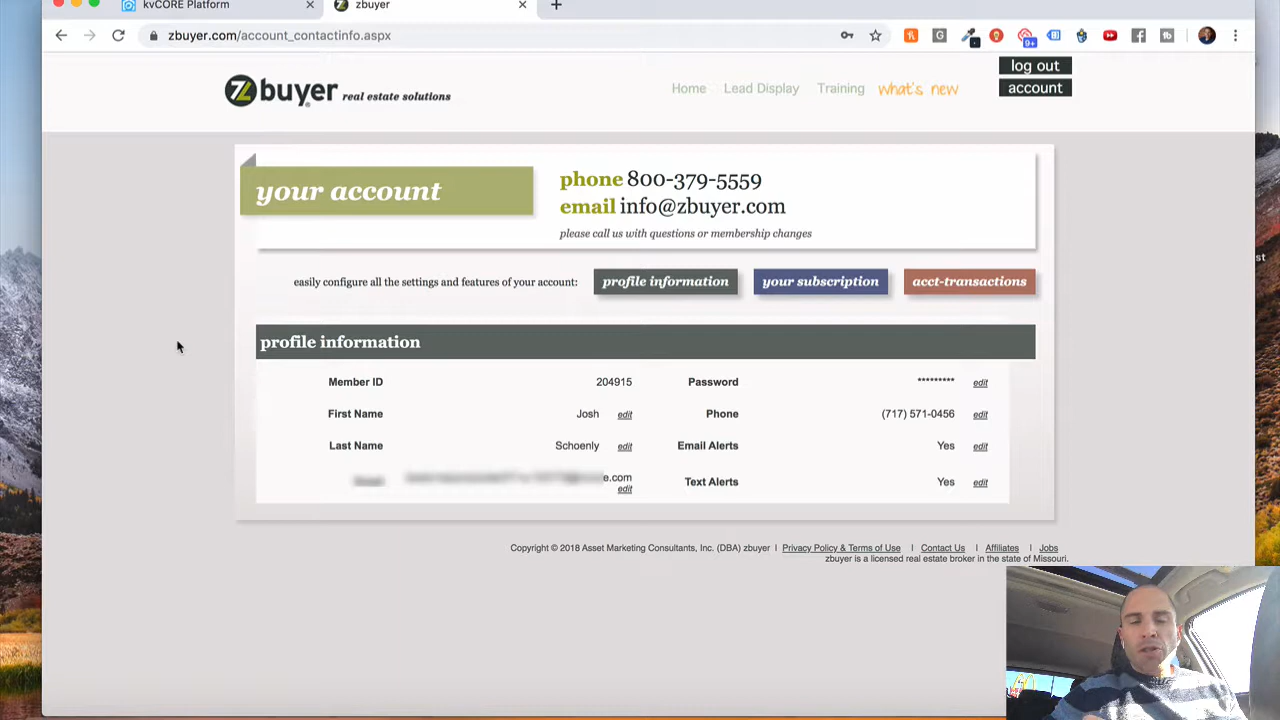 kvCORE Platform
zbuyer
zbuyer.com/account_contactinfo.aspx
9+
zbuyer real estate solutions
Home Lead Display Training what's new
log out
account
your account
phone 800-379-5559
email info@zbuyer.com
please call us with questions or membership changes
easily configure all the settings and features of your account: profile information your subscription acct-transactions
profile information
Member ID 204915 Password ********* edit
First Name Josh edit Phone (717) 571-0456 edit
Last Name Schoenly edit Email Alerts Yes edit
e.com
edit Text Alerts Yes edit
Copyright © 2018 Asset Marketing Consultants, Inc. (DBA) zbuyer | Privacy Policy & Terms of Use | Contact Us | Affiliates | Jobs
zbuyer is a licensed real estate broker in the state of Missouri.
st